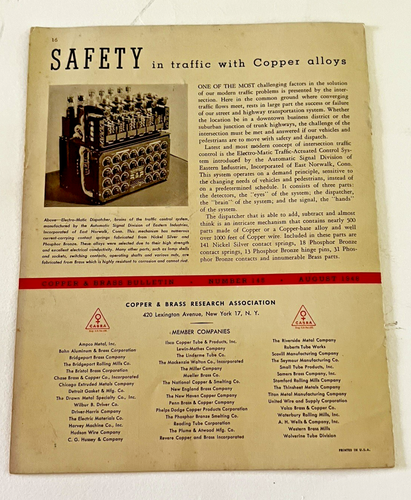 16
SAFETY in traffic with Copper alloys
Above—Electro-Matic Dispatcher, brains of the traffic control system,
manufactured by the Automatic Signal Division of Eastern Industries,
Incorporated of East Norwalk, Conn. This mechanism has numerous
current-carrying contact springs fabricated from Nickel Silver and
Phosphor Bronze. These alloys were selected due to their high strength
and excellent electrical conductivity. Many other parts, such as lamp shells
and sockets, switching contacts, operating shafts and various nuts, are
fabricated from Brass which is highly resistant to corrosion and cannot rust.
ONE OF THE MOST challenging factors in the solution
of our modern traffic problems is presented by the inter-
section. Here in the common ground where converging
traffic flows meet, rests in large part the success or failure
of our street and highway transportation system. Whether
the location be in a downtown business district or the
suburban junction of trunk highways, the challenge of the
intersection must be met and answered if our vehicles and
pedestrians are to move with safety and dispatch.
Latest and most modern concept of intersection traffic
control is the Electro-Matic Traffic-Actuated Control Sys-
tem introduced by the Automatic Signal Division of
Eastern Industries, Incorporated of East Norwalk, Conn.
This system operates on a demand principle, sensitive to
the changing needs of vehicles and pedestrians, instead of
on a predetermined schedule. It consists of three parts:
the detectors, the "eyes" of the system; the dispatcher,
the "brain" of the system; and the signal, the "hands"
of the system.
The dispatcher that is able to add, subtract and almost
think is an intricate mechanism that contains nearly 500
parts made of Copper or a Copper-base alloy and well
over 1000 feet of Copper wire. Included in these parts are
141 Nickel Silver contact springs, 18 Phosphor Bronze
contact springs, 13 Phosphor Bronze hinge pins, 31 Phos-
phor Bronze contacts and innumerable Brass parts.
COPPER & BRASS BULLETIN NUMBER AUGUST
COPPER & BRASS RESEARCH ASSOCIATION
420 Lexington Avenue, New York 17, N. Y.
CABRA
CABRA
MEMBER COMPANIES
Ampco Metal, Inc.
Bohn Aluminum & Brass Corporation
Bridgeport Brass Company
The Bridgeport Rolling Mills Co.
The Bristol Brass Corporation
Chase Brass & Copper Co., Incorporated
Chicago Extruded Metals Company
Detroit Gasket & Mfg. Co.
The Drawn Metal Specialty Co., Inc.
Wilbur B. Driver Co.
Driver-Harris Company
The Electric Materials Co.
Harvey Machine Co., Inc.
Hudson Wire Company
C. G. Hussey & Company
Ilsco Copper Tube & Products, Inc.
Lewin-Mathes Company
The Linderme Tube Co.
The Mackenzie Walton Co., Incorporated
The Miller Company
Mueller Brass Co.
The National Copper & Smelting Co.
New England Brass Company
The New Haven Copper Company
Penn Brass & Copper Company
Phelps Dodge Copper Products Corporation
The Phosphor Bronze Smelting Co.
Reading Tube Corporation
The Plume & Atwood Mfg. Co.
Revere Copper and Brass Incorporated
The Riverside Metal Company
Roberts Tube Works
Scovill Manufacturing Company
The Seymour Manufacturing Co.
Small Tube Products, Inc.
Somers Brass Company, Inc.
Stamford Rolling Mills Company
The Thinsheet Metals Company
Titan Metal Manufacturing Company
United Wire and Supply Corporation
Volco Brass & Copper Co.
Waterbury Rolling Mills, Inc.
A. H. Wells & Company, Inc.
Western Brass Mills
Wolverine Tube Division
PRINTED IN U.S.A.